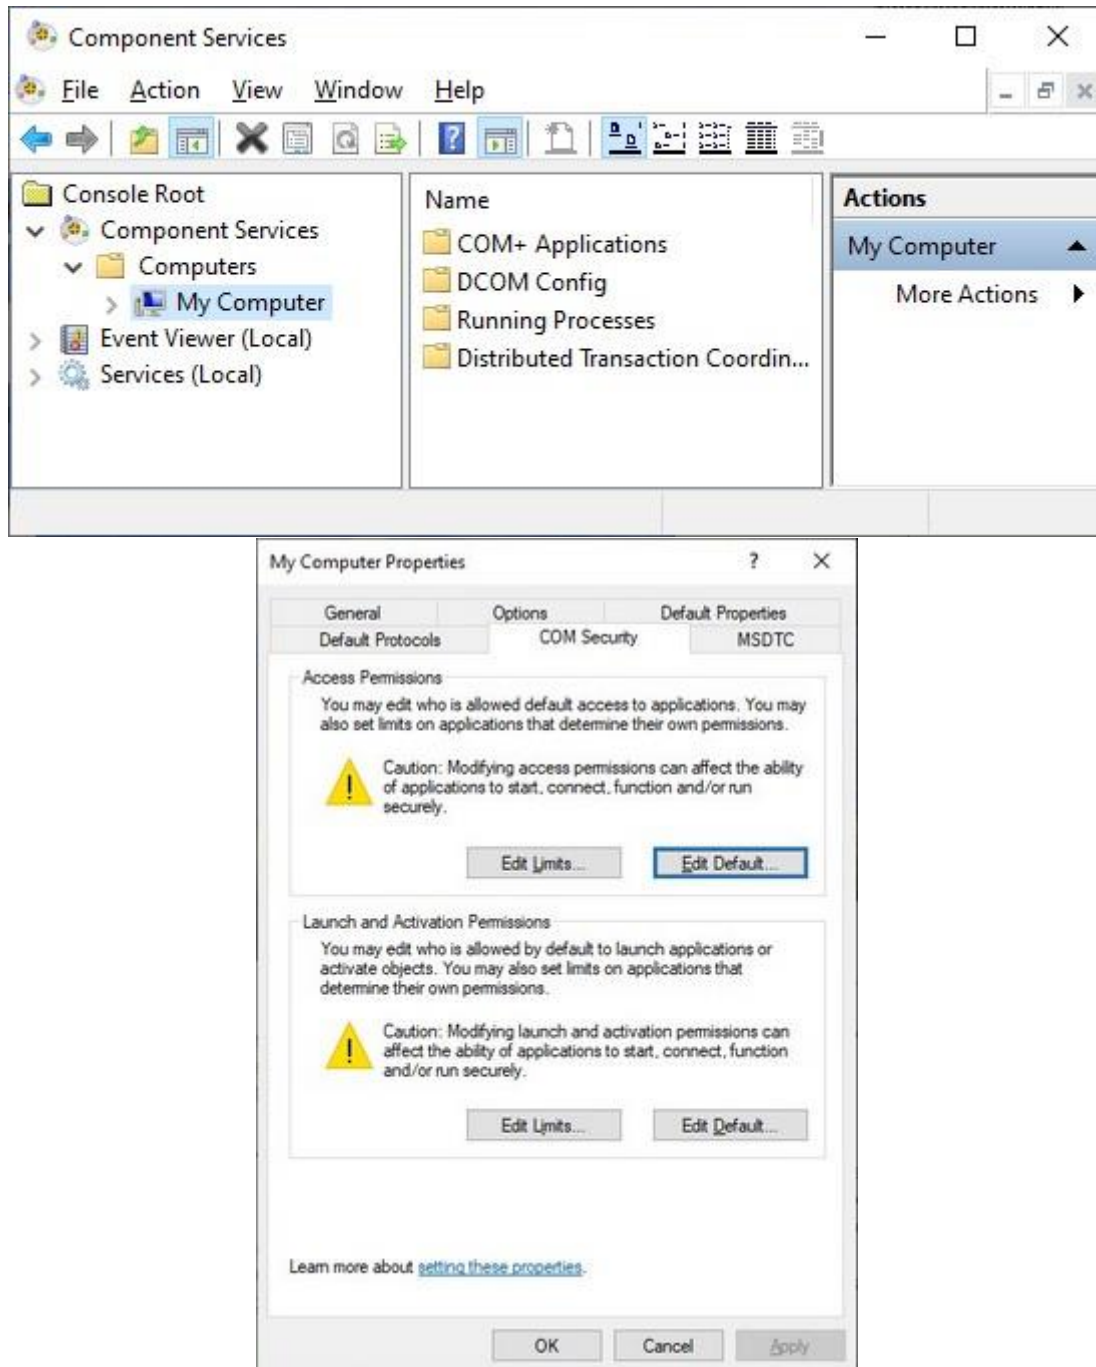 Component Services
File Action View Window Help
Console Root
Component Services
Computers
My Computer
Event Viewer (Local)
Services (Local)
Name
COM+ Applications
DCOM Config
Running Processes
Distributed Transaction Coordin...
Actions
My Computer
More Actions
My Computer Properties
General Options Default Properties
Default Protocols COM Security MSDTC
Access Permissions
You may edit who is allowed default access to applications. You may
also set limits on applications that determine their own permissions.
Caution: Modifying access permissions can affect the ability
of applications to start, connect, function and/or run
securely.
Edit Limits... Edit Default...
Launch and Activation Permissions
You may edit who is allowed by default to launch applications or
activate objects. You may also set limits on applications that
determine their own permissions.
Caution: Modifying launch and activation permissions can
affect the ability of applications to start, connect, function
and/or run securely.
Edit Limits... Edit Default...
Learn more about setting these properties.
OK Cancel Apply